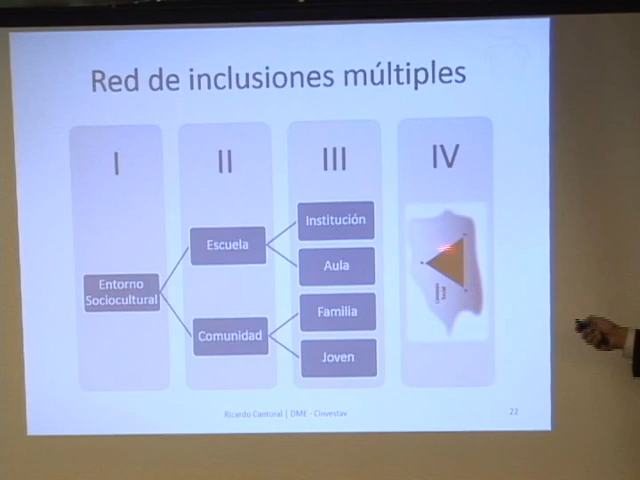 Red de inclusiones múltiples
I
II
III
IV
Entorno
Sociocultural
Escuela
Comunidad
Institución
Aula
Familia
Joven
Ricardo Cantoral | DME - Cinvestav
22